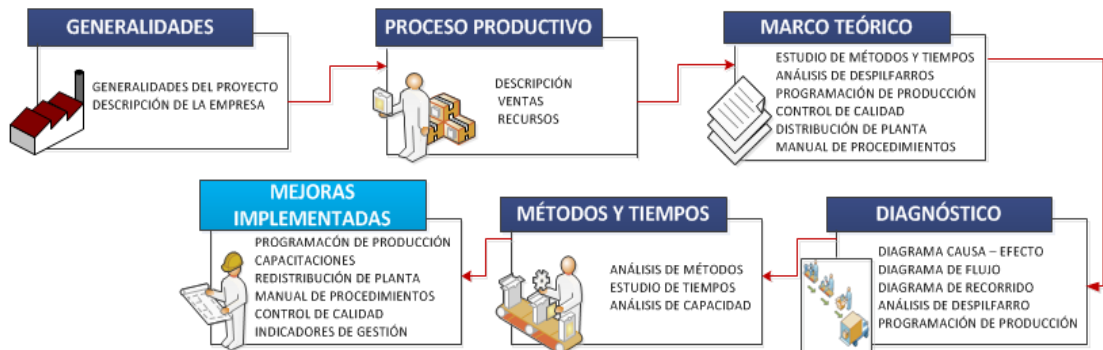 GENERALIDADES
GENERALIDADES DEL PROYECTO
DESCRIPCIÓN DE LA EMPRESA
PROCESO PRODUCTIVO
DESCRIPCIÓN
VENTAS
RECURSOS
MARCO TEÓRICO
ESTUDIO DE MÉTODOS Y TIEMPOS
ANÁLISIS DE DESPILFARROS
PROGRAMACIÓN DE PRODUCCIÓN
CONTROL DE CALIDAD
DISTRIBUCIÓN DE PLANTA
MANUAL DE PROCEDIMIENTOS
DIAGNÓSTICO
DIAGRAMA CAUSA – EFECTO
DIAGRAMA DE FLUJO
DIAGRAMA DE RECORRIDO
ANÁLISIS DE DESPILFARRO
PROGRAMACIÓN DE PRODUCCIÓN
MÉTODOS Y TIEMPOS
ANÁLISIS DE MÉTODOS
ESTUDIO DE TIEMPOS
ANÁLISIS DE CAPACIDAD
MEJORAS
IMPLEMENTADAS
PROGRAMACÓN DE PRODUCCIÓN
CAPACITACIONES
REDISTRIBUCIÓN DE PLANTA
MANUAL DE PROCEDIMIENTOS
CONTROL DE CALIDAD
INDICADORES DE GESTIÓN